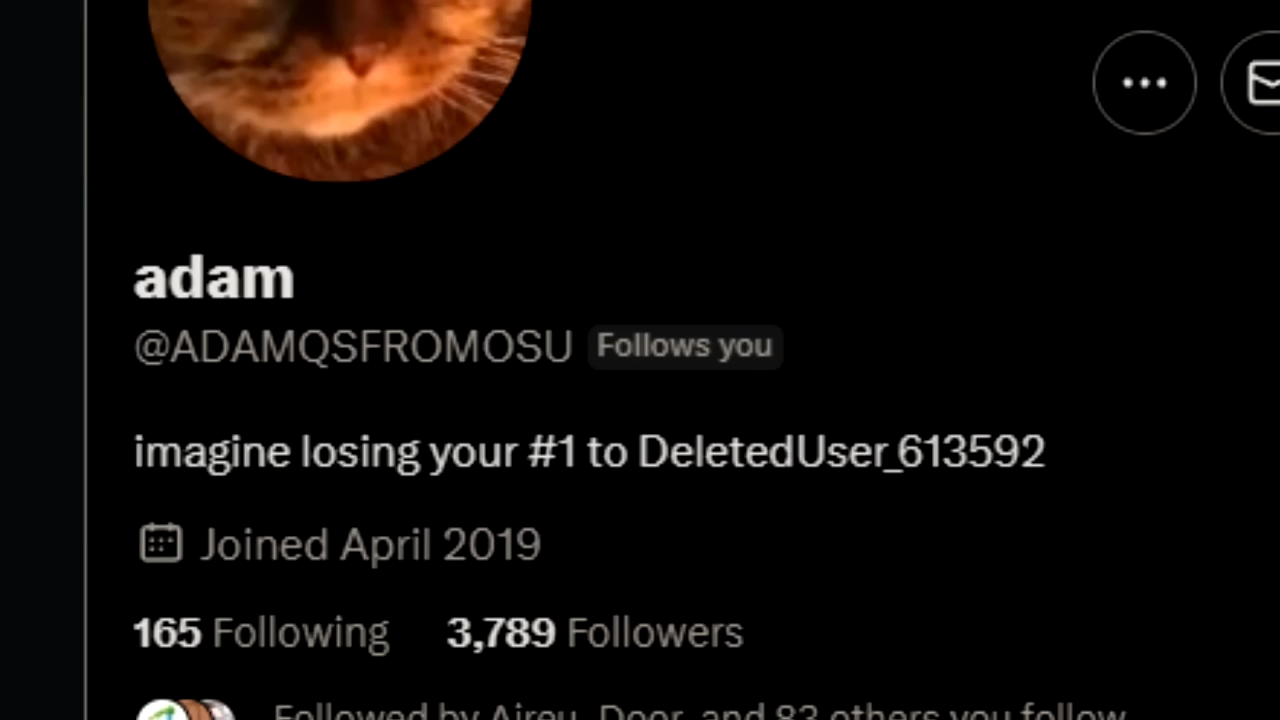 adam
@ADAMQSFROMOSU Follows you
imagine losing your #1 to DeletedUser_613592
Joined April 2019
165 Following 3,789 Followers
Followed by Aireu, Door, and 83 others you follow